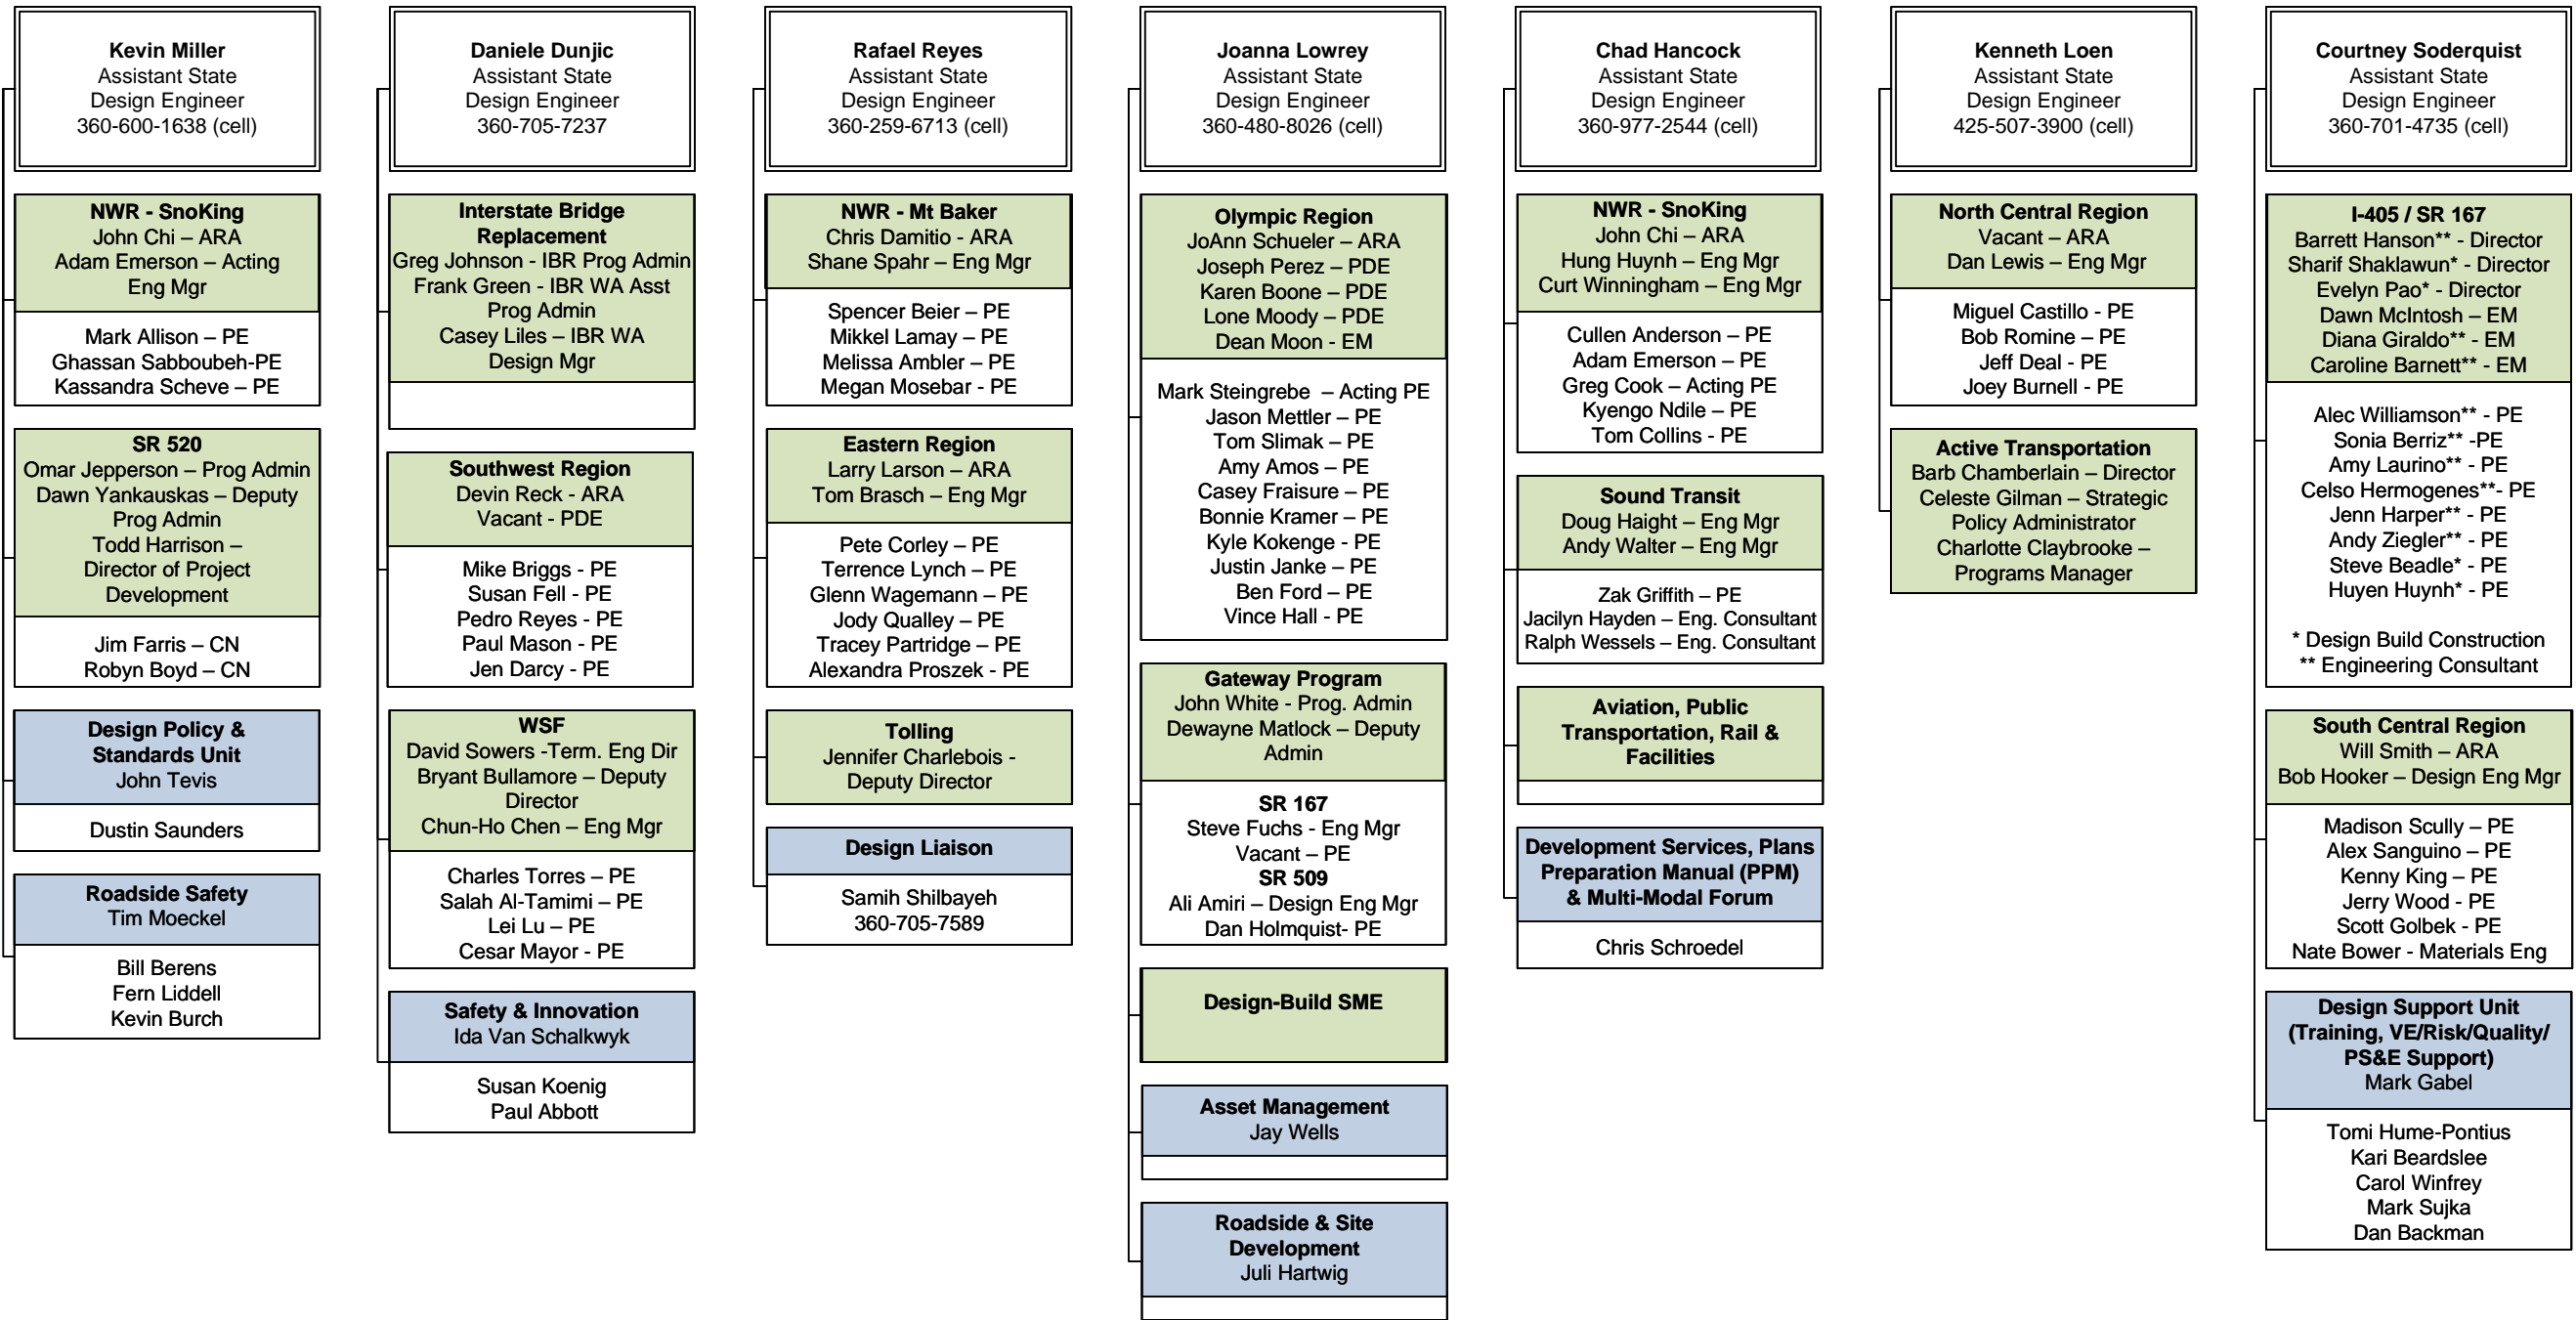 Kevin Miller
Assistant State
Design Engineer
360-600-1638 (cell)
NWR - SnoKing
John Chi – ARA
Adam Emerson – Acting
Eng Mgr
Mark Allison – PE
Ghassan Sabboubeh-PE
Kassandra Scheve – PE
SR 520
Omar Jepperson – Prog Admin
Dawn Yankauskas – Deputy
Prog Admin
Todd Harrison –
Director of Project
Development
Jim Farris – CN
Robyn Boyd – CN
Design Policy &
Standards Unit
John Tevis
Dustin Saunders
Roadside Safety
Tim Moeckel
Bill Berens
Fern Liddell
Kevin Burch
Daniele Dunjic
Assistant State
Design Engineer
360-705-7237
Interstate Bridge
Replacement
Greg Johnson - IBR Prog Admin
Frank Green - IBR WA Asst
Prog Admin
Casey Liles – IBR WA
Design Mgr
Southwest Region
Devin Reck - ARA
Vacant - PDE
Mike Briggs - PE
Susan Fell - PE
Pedro Reyes - PE
Paul Mason - PE
Jen Darcy - PE
WSF
David Sowers -Term. Eng Dir
Bryant Bullamore – Deputy
Director
Chun-Ho Chen – Eng Mgr
Charles Torres – PE
Salah Al-Tamimi – PE
Lei Lu – PE
Cesar Mayor - PE
Safety & Innovation
Ida Van Schalkwyk
Susan Koenig
Paul Abbott
Rafael Reyes
Assistant State
Design Engineer
360-259-6713 (cell)
NWR - Mt Baker
Chris Damitio - ARA
Shane Spahr – Eng Mgr
Spencer Beier – PE
Mikkel Lamay – PE
Melissa Ambler – PE
Megan Mosebar - PE
Eastern Region
Larry Larson – ARA
Tom Brasch – Eng Mgr
Pete Corley – PE
Terrence Lynch – PE
Glenn Wagemann – PE
Jody Qualley – PE
Tracey Partridge – PE
Alexandra Proszek - PE
Tolling
Jennifer Charlebois -
Deputy Director
Design Liaison
Samih Shilbayeh
360-705-7589
Joanna Lowrey
Assistant State
Design Engineer
360-480-8026 (cell)
Olympic Region
JoAnn Schueler – ARA
Joseph Perez – PDE
Karen Boone – PDE
Lone Moody – PDE
Dean Moon - EM
Mark Steingrebe – Acting PE
Jason Mettler – PE
Tom Slimak – PE
Amy Amos – PE
Casey Fraisure – PE
Bonnie Kramer – PE
Kyle Kokenge - PE
Justin Janke – PE
Ben Ford – PE
Vince Hall - PE
Gateway Program
John White - Prog. Admin
Dewayne Matlock – Deputy
Admin
SR 167
Steve Fuchs - Eng Mgr
Vacant – PE
SR 509
Ali Amiri – Design Eng Mgr
Dan Holmquist- PE
Design-Build SME
Asset Management
Jay Wells
Roadside & Site
Development
Juli Hartwig
Chad Hancock
Assistant State
Design Engineer
360-977-2544 (cell)
NWR - SnoKing
John Chi – ARA
Hung Huynh – Eng Mgr
Curt Winningham – Eng Mgr
Cullen Anderson – PE
Adam Emerson – PE
Greg Cook – Acting PE
Kyengo Ndile – PE
Tom Collins - PE
Sound Transit
Doug Haight – Eng Mgr
Andy Walter – Eng Mgr
Zak Griffith – PE
Jacilyn Hayden – Eng. Consultant
Ralph Wessels – Eng. Consultant
Aviation, Public
Transportation, Rail &
Facilities
Development Services, Plans
Preparation Manual (PPM)
& Multi-Modal Forum
Chris Schroedel
Kenneth Loen
Assistant State
Design Engineer
425-507-3900 (cell)
North Central Region
Vacant – ARA
Dan Lewis – Eng Mgr
Miguel Castillo - PE
Bob Romine – PE
Jeff Deal - PE
Joey Burnell - PE
Active Transportation
Barb Chamberlain – Director
Celeste Gilman – Strategic
Policy Administrator
Charlotte Claybrooke –
Programs Manager
Courtney Soderquist
Assistant State
Design Engineer
360-701-4735 (cell)
I-405 / SR 167
Barrett Hanson** - Director
Sharif Shaklawun* - Director
Evelyn Pao* - Director
Dawn McIntosh – EM
Diana Giraldo** - EM
Caroline Barnett** - EM
Alec Williamson** - PE
Sonia Berriz** -PE
Amy Laurino** - PE
Celso Hermogenes**- PE
Jenn Harper** - PE
Andy Ziegler** - PE
Steve Beadle* - PE
Huyen Huynh* - PE
* Design Build Construction
** Engineering Consultant
South Central Region
Will Smith – ARA
Bob Hooker – Design Eng Mgr
Madison Scully – PE
Alex Sanguino – PE
Kenny King – PE
Jerry Wood - PE
Scott Golbek - PE
Nate Bower - Materials Eng
Design Support Unit
(Training, VE/Risk/Quality/
PS&E Support)
Mark Gabel
Tomi Hume-Pontius
Kari Beardslee
Carol Winfrey
Mark Sujka
Dan Backman